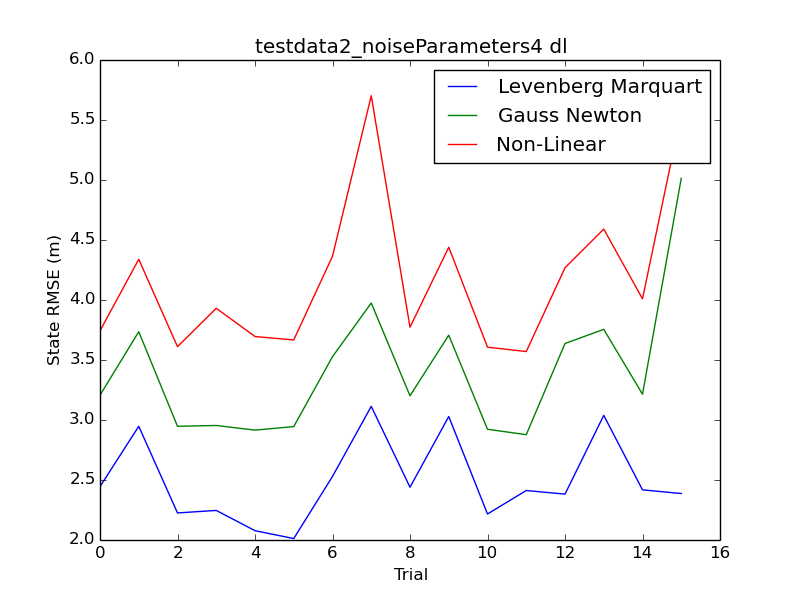 testdata2_noiseParameters4 dl
Levenberg Marquart
Gauss Newton
Non-Linear
State RMSE (m)
6.0
5.5
5.0
4.5
4.0
3.5
3.0
2.5
2.0
0 2 4 6 8 10 12 14 16
Trial